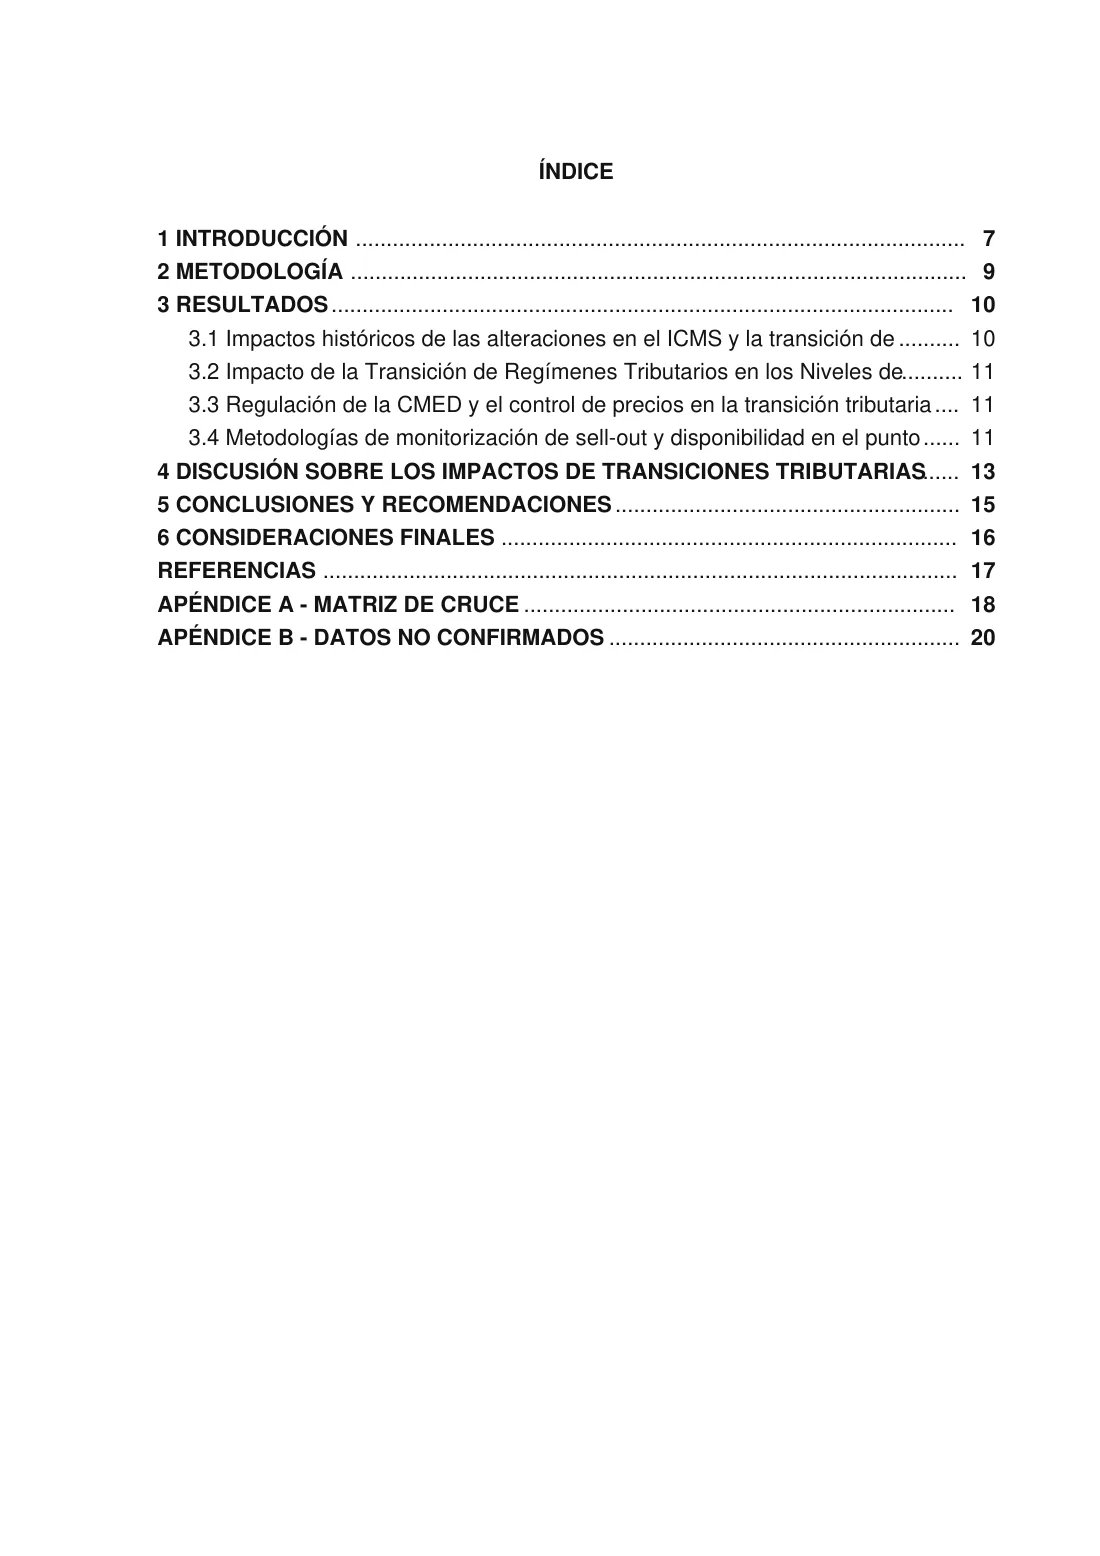 ÍNDICE
1 INTRODUCCIÓN .................................................................................................. 7
2 METODOLOGÍA .................................................................................................. 9
3 RESULTADOS .................................................................................................. 10
3.1 Impactos históricos de las alteraciones en el ICMS y la transición de .......... 10
3.2 Impacto de la Transición de Regímenes Tributarios en los Niveles de.......... 11
3.3 Regulación de la CMED y el control de precios en la transición tributaria .... 11
3.4 Metodologías de monitorización de sell-out y disponibilidad en el punto ...... 11
4 DISCUSIÓN SOBRE LOS IMPACTOS DE TRANSICIONES TRIBUTARIAS...... 13
5 CONCLUSIONES Y RECOMENDACIONES ........................................................ 15
6 CONSIDERACIONES FINALES .......................................................................... 16
REFERENCIAS ...................................................................................................... 17
APÉNDICE A - MATRIZ DE CRUCE ...................................................................... 18
APÉNDICE B - DATOS NO CONFIRMADOS ......................................................... 20